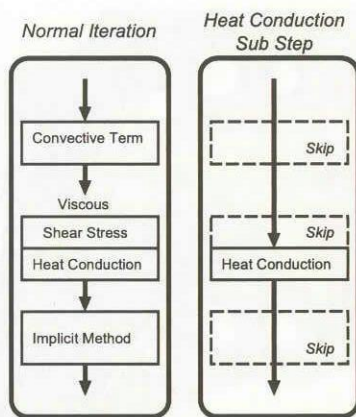 Normal Iteration
Convective Term
Viscous
Shear Stress
Heat Conduction
Implicit Method
Heat Conduction
Sub Step
Skip
Skip
Heat Conduction
Skip